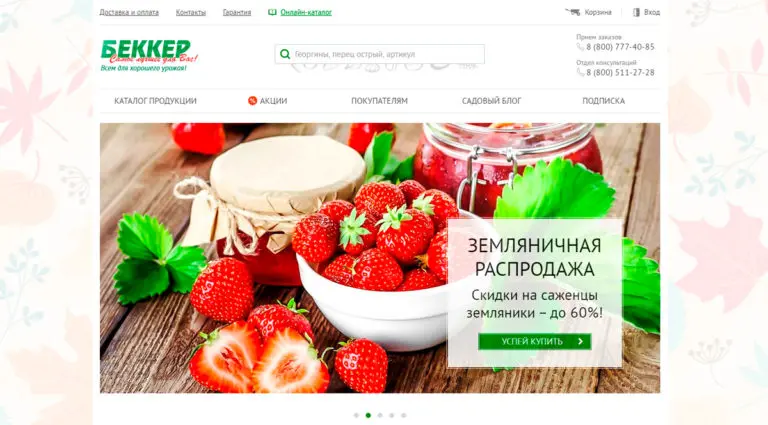 Доставка и оплата
Контакты
Гарантия
Онлайн-каталог
Корзина
Вход
БЕККЕР
Самое лучшее для Вас!
Всем для хорошего урожая!
Георгины, перец острый, артикул
Прием заказов
8 (800) 777-40-85
Отдел консультаций
8 (800) 511-27-28
КАТАЛОГ ПРОДУКЦИИ
% АКЦИИ
ПОКУПАТЕЛЯМ
САДОВЫЙ БЛОГ
ПОДПИСКА
ЗЕМЛЯНИЧНАЯ
РАСПРОДАЖА
Скидки на саженцы
земляники – до 60%!
УСПЕЙ КУПИТЬ